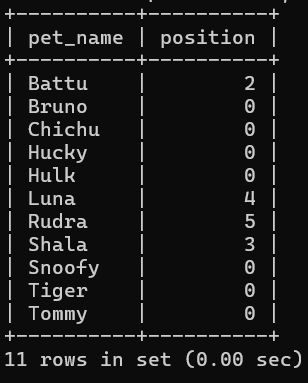 +----------+----------+
| pet_name | position |
+----------+----------+
| Battu    |        2 |
| Bruno    |        0 |
| Chichu   |        0 |
| Hucky    |        0 |
| Hulk     |        0 |
| Luna     |        4 |
| Rudra    |        5 |
| Shala    |        3 |
| Snoofy   |        0 |
| Tiger    |        0 |
| Tommy    |        0 |
+----------+----------+
11 rows in set (0.00 sec)